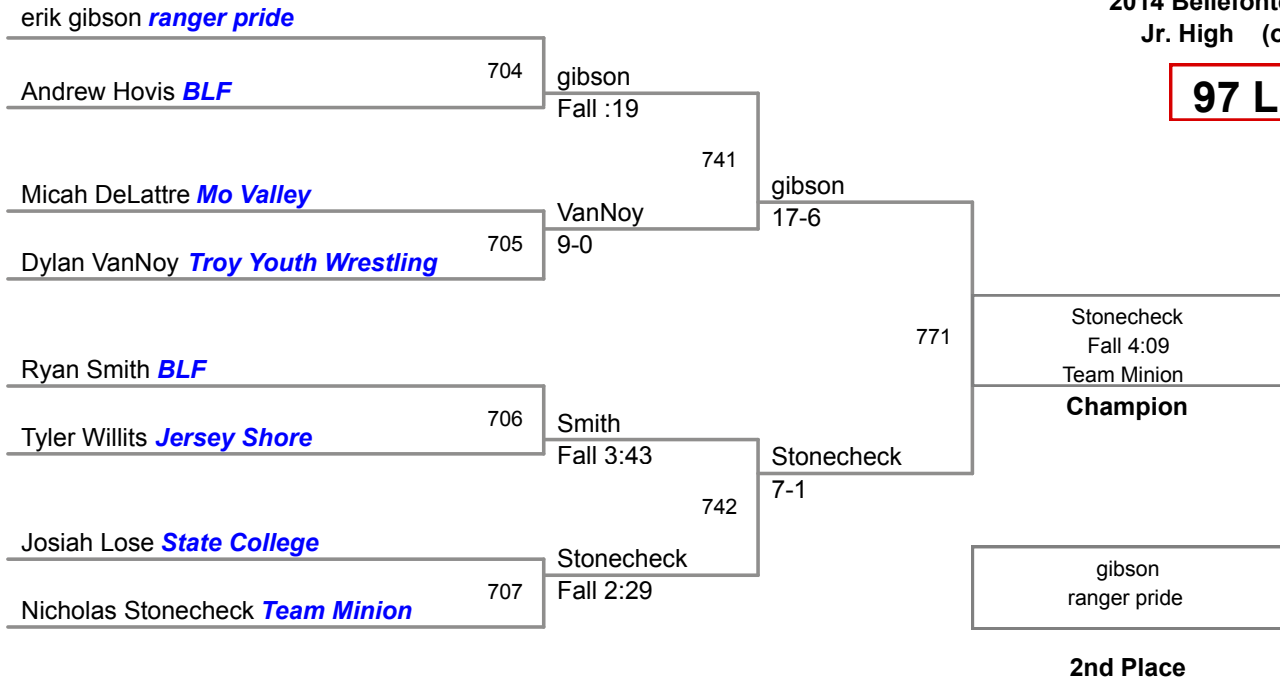 erik gibson ranger pride
2014 Bellefonte
Jr. High (o
97 L
704
gibson
Andrew Hovis BLF
Fall :19
741
Micah DeLattre Mo Valley
gibson
17-6
VanNoy
705
9-0
Dylan VanNoy Troy Youth Wrestling
771
Stonecheck
Fall 4:09
Team Minion
Champion
Ryan Smith BLF
706
Smith
Tyler Willits Jersey Shore
Fall 3:43
Stonecheck
7-1
742
Josiah Lose State College
Stonecheck
707
Fall 2:29
Nicholas Stonecheck Team Minion
gibson
ranger pride
2nd Place